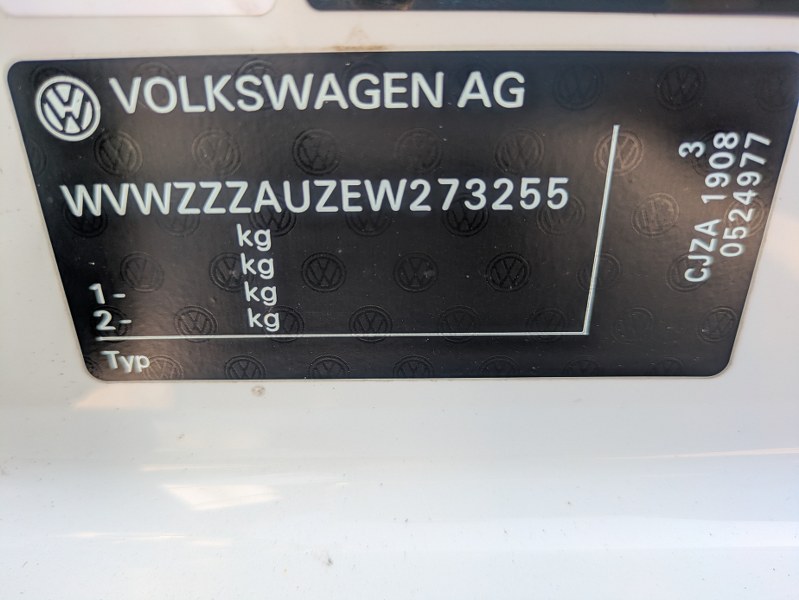 VOLKSWAGEN AG
WVWZZZAUZEW273255
kg
kg
1- kg
2- kg
Typ
3
CJZA 1908
0524977